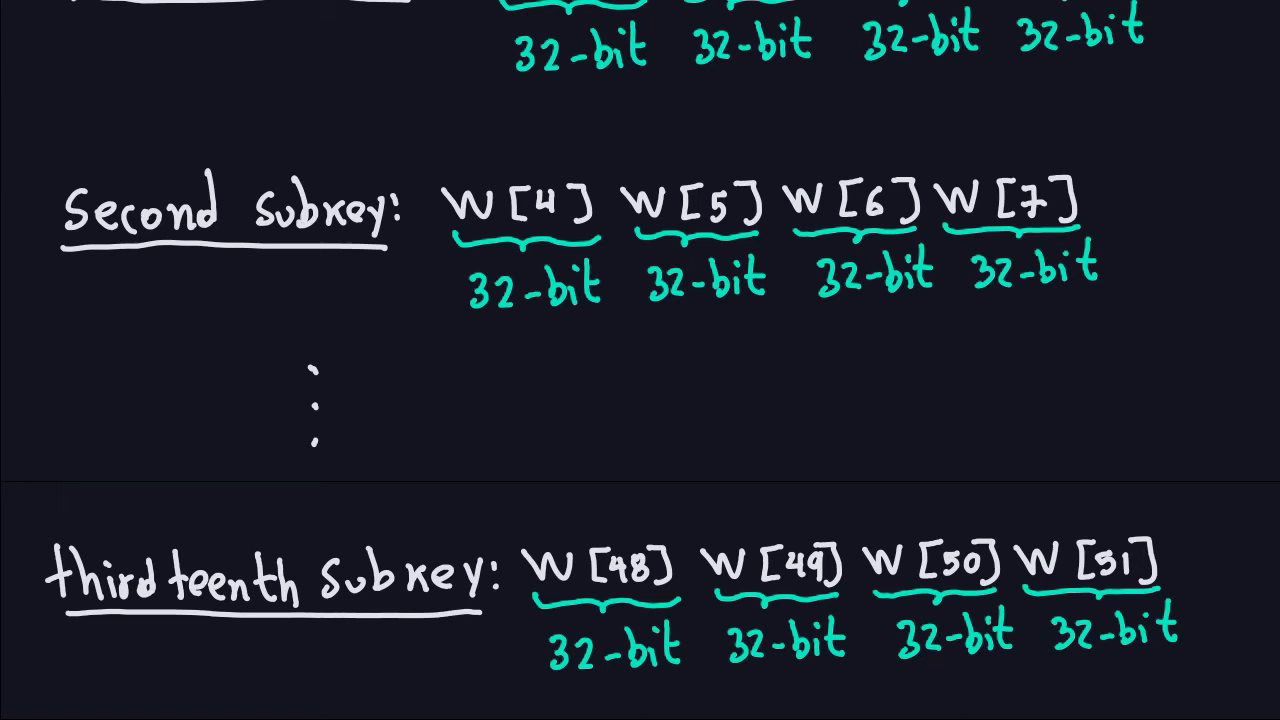 32-bit 32-bit 32-bit 32-bit
Second subkey: W[4] W[5] W[6] W[7]
32-bit 32-bit 32-bit 32-bit
thirdteenth subkey: W[48] W[49] W[50] W[51]
32-bit 32-bit 32-bit 32-bit